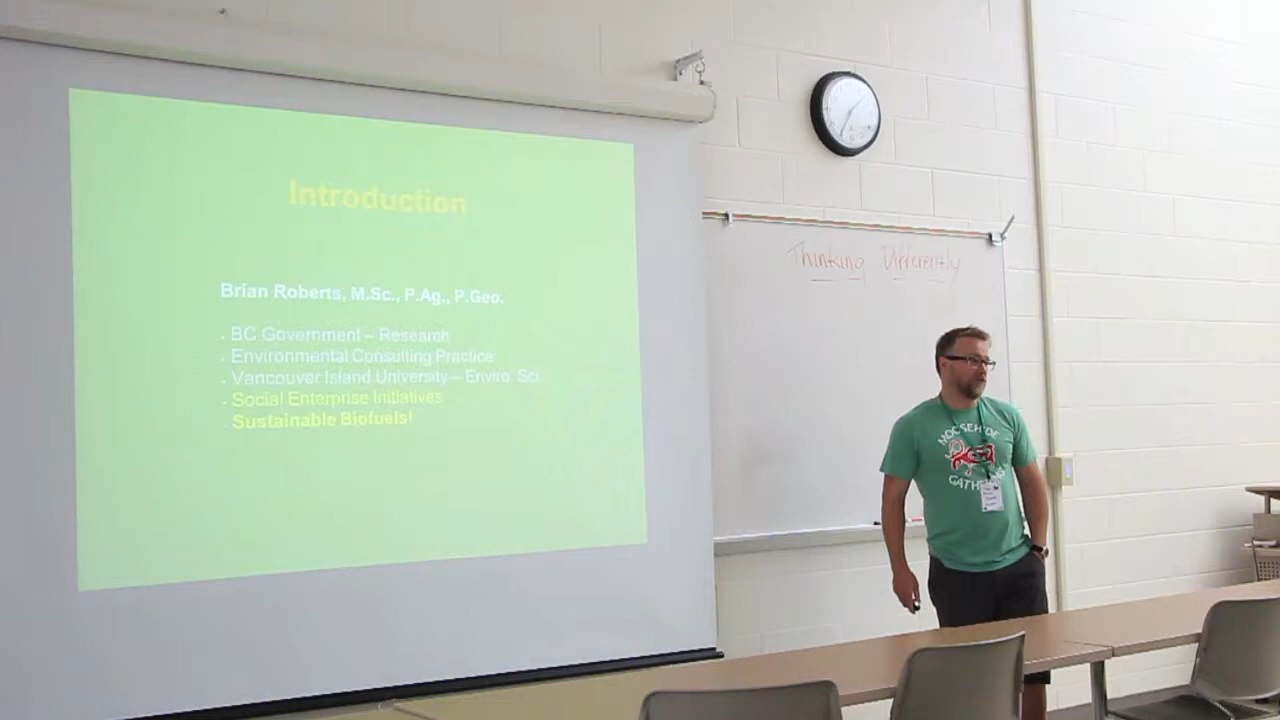 Introduction
Brian Roberts, M.Sc., P.Ag., P.Geo.
- BC Government – Research
- Environmental Consulting Practice
- Vancouver Island University – Enviro. Sci.
- Social Enterprise Initiatives
- Sustainable Biofuels!
Thinking Differently